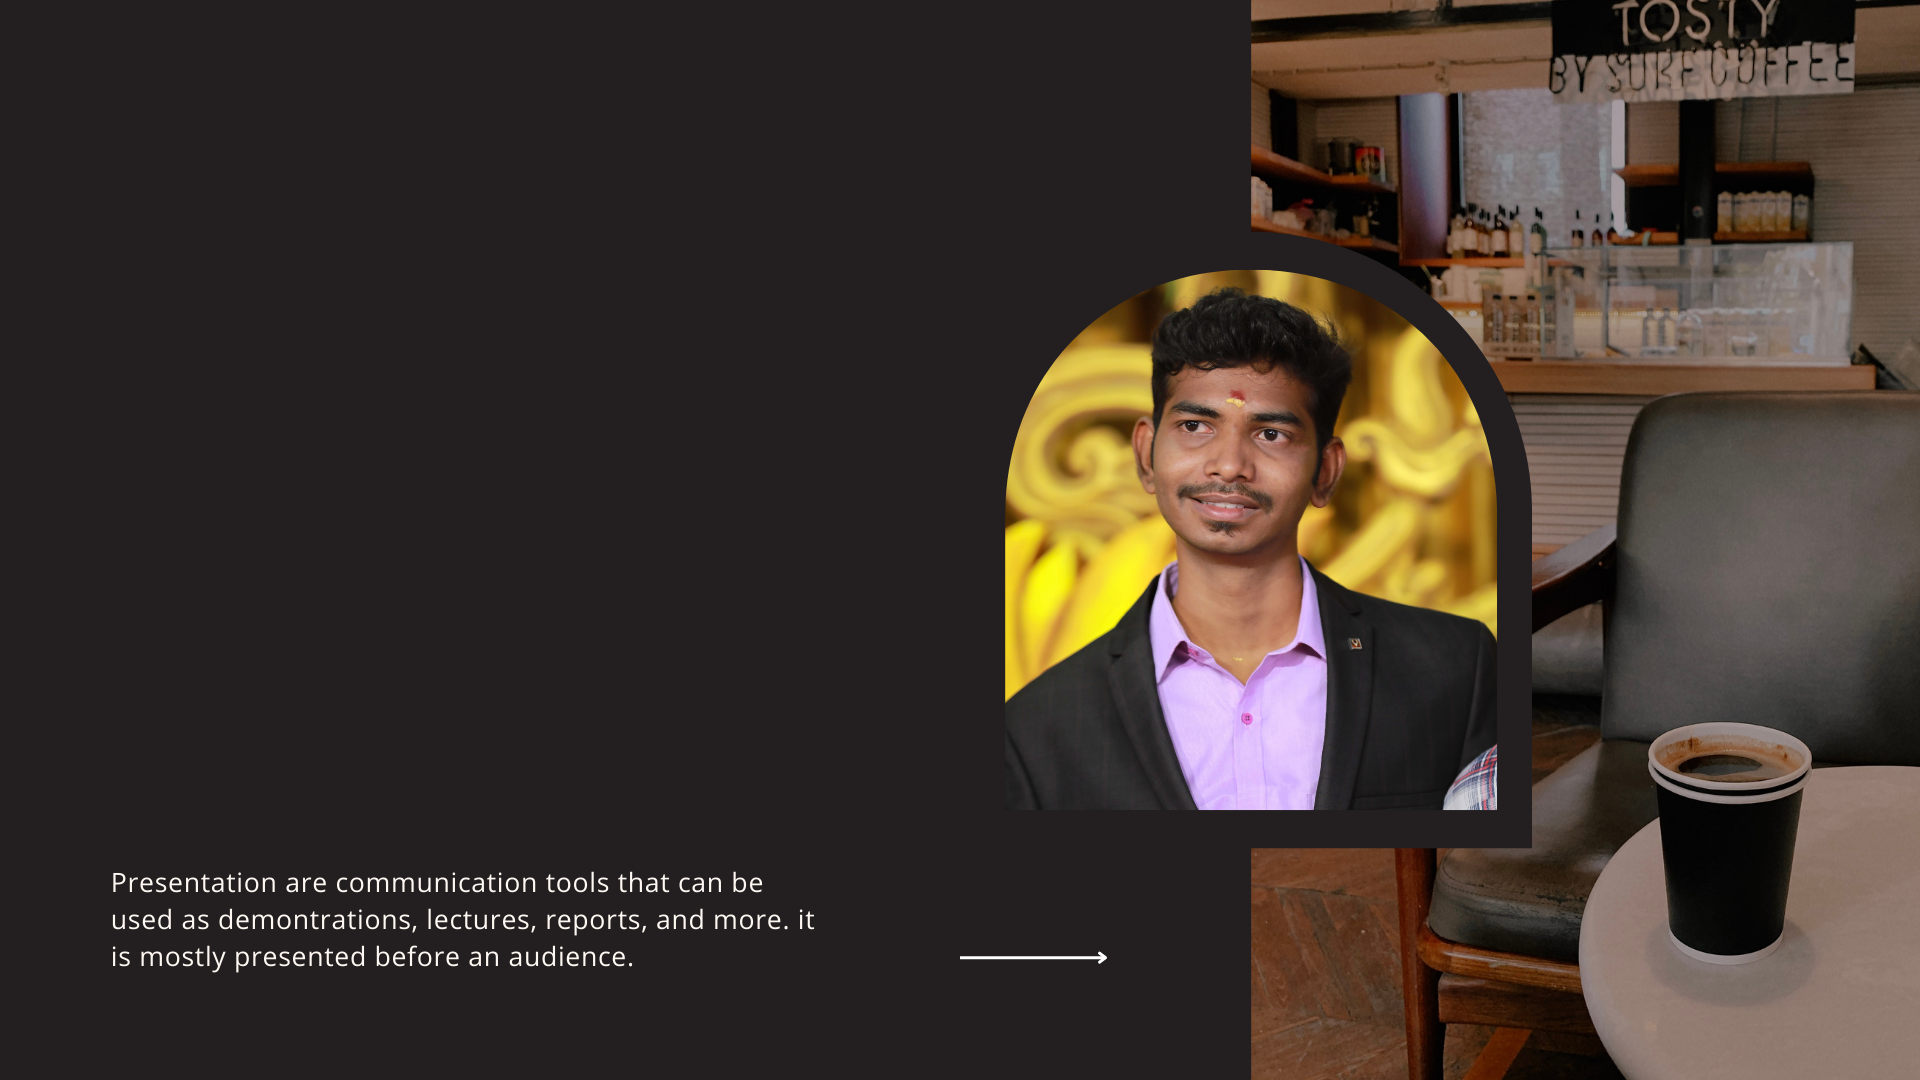 TOSTY
BY SURF COFFEE
Presentation are communication tools that can be
used as demontrations, lectures, reports, and more. it
is mostly presented before an audience.